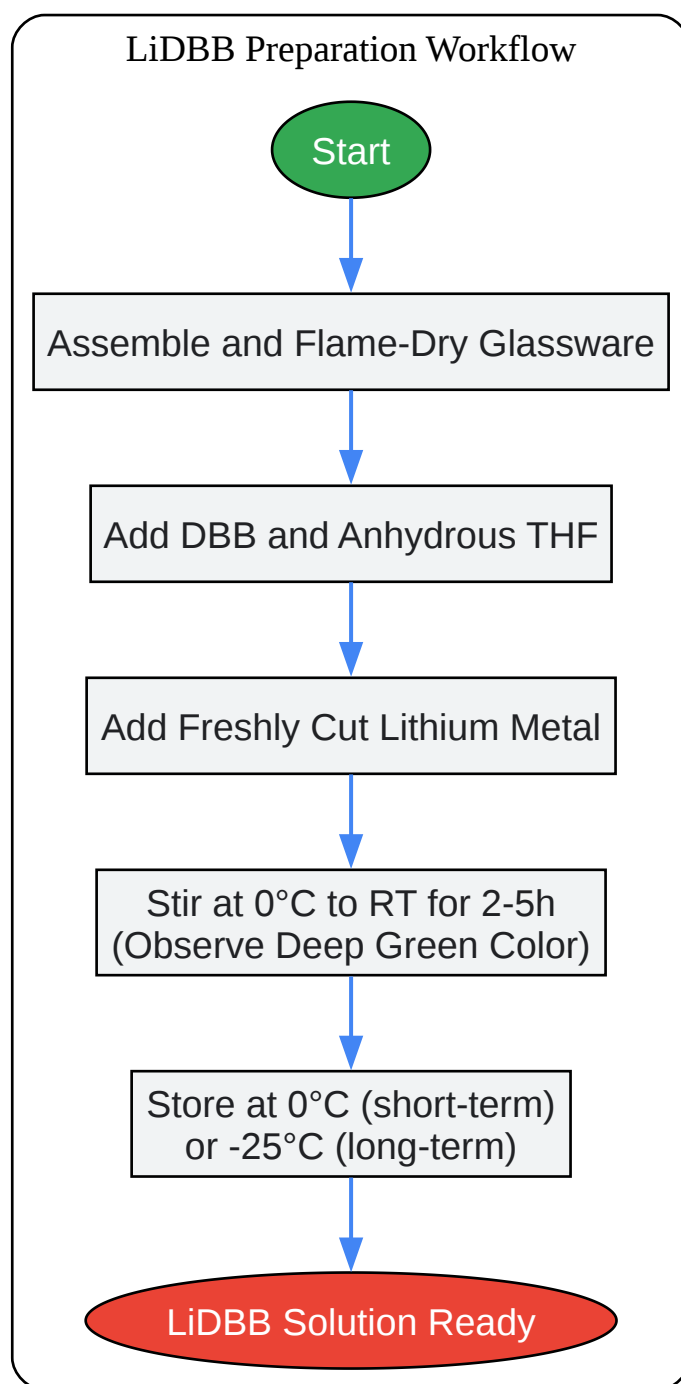 LiDBB Preparation Workflow
Start
Assemble and Flame-Dry Glassware
Add DBB and Anhydrous THF
Add Freshly Cut Lithium Metal
Stir at 0°C to RT for 2-5h
(Observe Deep Green Color)
Store at 0°C (short-term)
or -25°C (long-term)
LiDBB Solution Ready